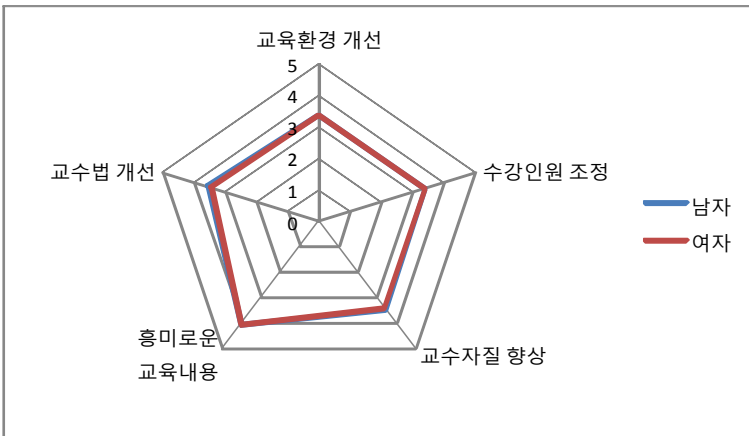 교육환경 개선
5
4
3
2
1
0
수강인원 조정
교수자질 향상
흥미로운
교육내용
교수법 개선
남자
여자